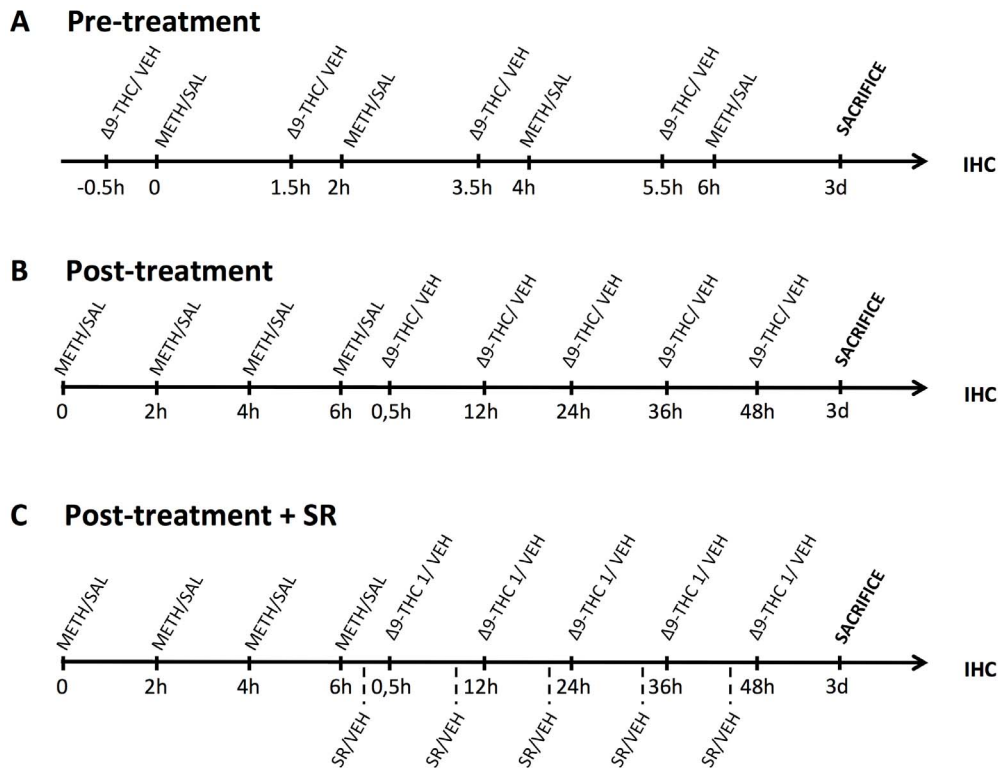 A Pre-treatment
Δ9-THC/ VEH METH/SAL Δ9-THC/ VEH METH/SAL Δ9-THC/ VEH METH/SAL Δ9-THC/ VEH METH/SAL SACRIFICE
IHC
-0.5h 0 1.5h 2h 3.5h 4h 5.5h 6h 3d
B Post-treatment
METH/SAL METH/SAL METH/SAL METH/SAL Δ9-THC/ VEH Δ9-THC/ VEH Δ9-THC/ VEH Δ9-THC/ VEH Δ9-THC/ VEH SACRIFICE
IHC
0 2h 4h 6h 0,5h 12h 24h 36h 48h 3d
C Post-treatment + SR
METH/SAL METH/SAL METH/SAL METH/SAL Δ9-THC 1/ VEH Δ9-THC 1/ VEH Δ9-THC 1/ VEH Δ9-THC 1/ VEH Δ9-THC 1/ VEH SACRIFICE
IHC
0 2h 4h 6h 0,5h 12h 24h 36h 48h 3d
SR/VEH SR/VEH SR/VEH SR/VEH SR/VEH